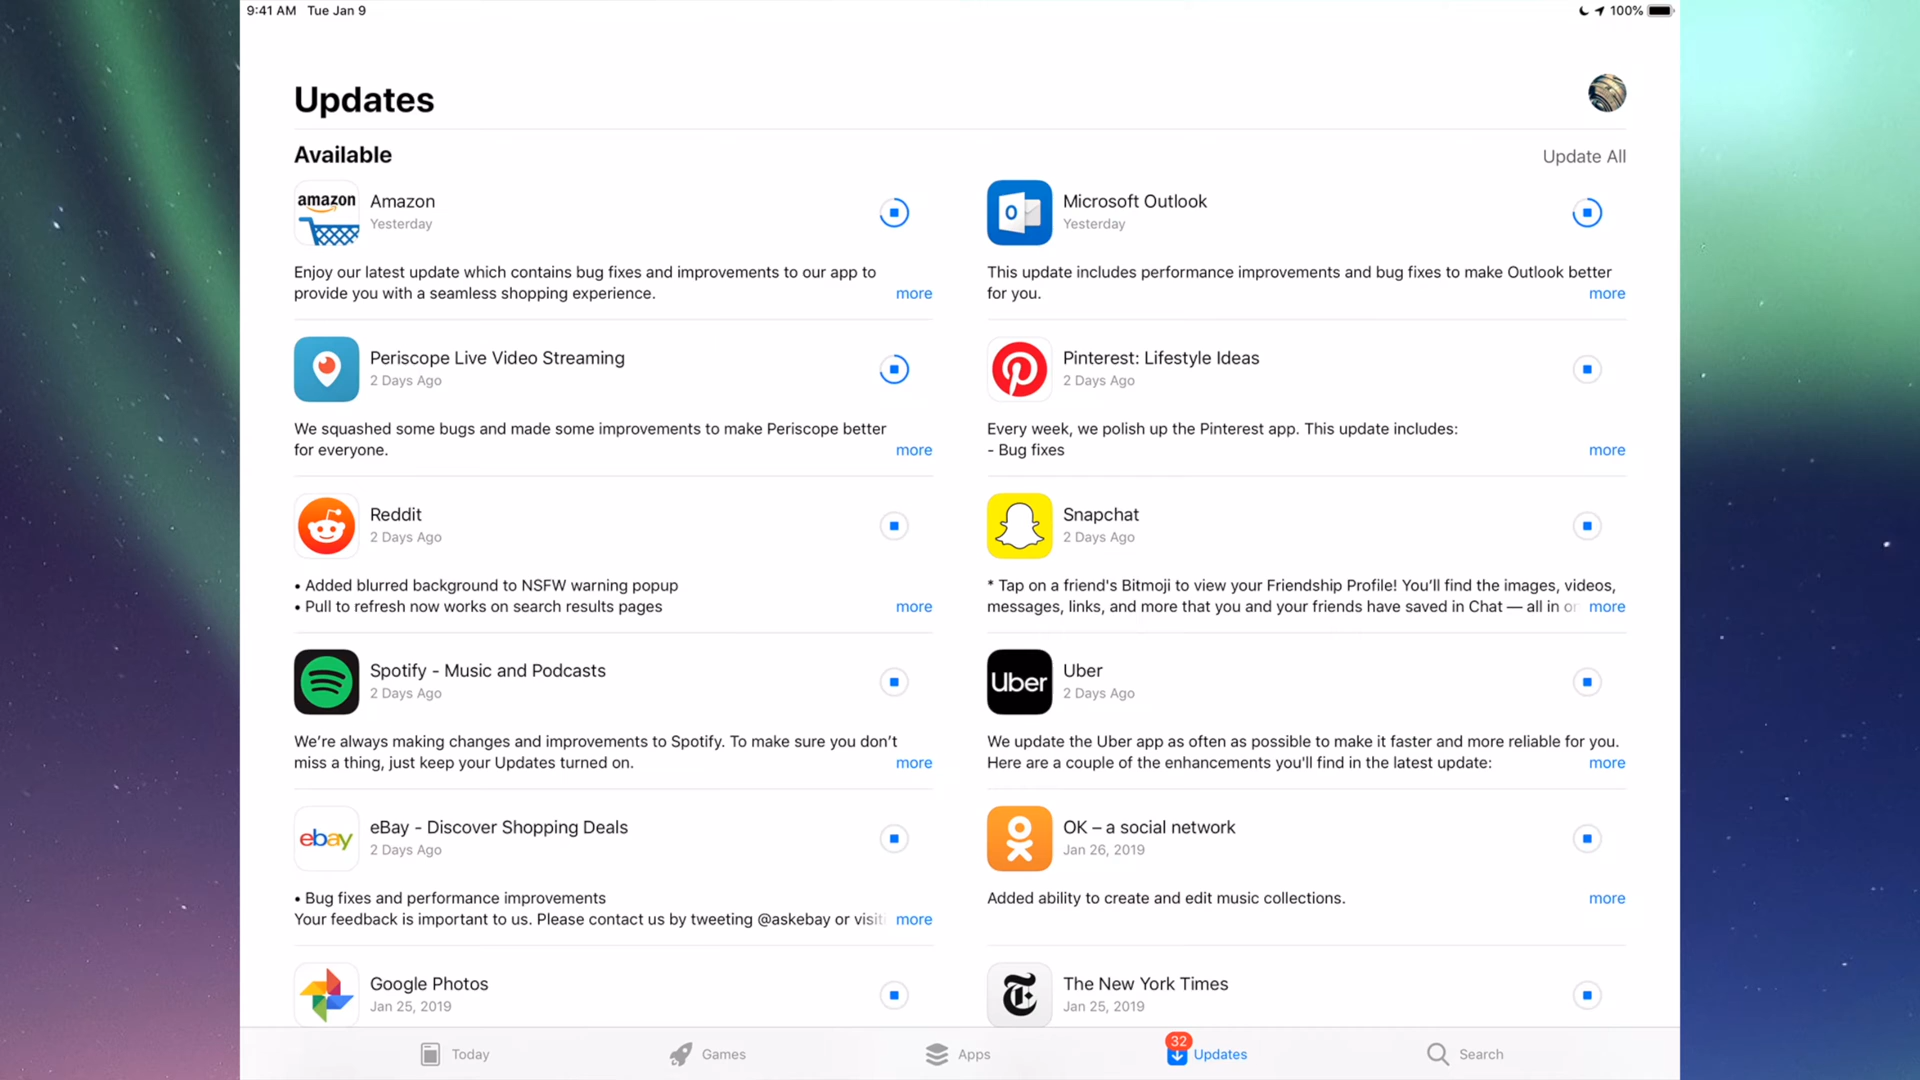 9:41 AM Tue Jan 9
100%
Updates
Available
Update All
amazon
Amazon
Yesterday
Enjoy our latest update which contains bug fixes and improvements to our app to
provide you with a seamless shopping experience.
more
Microsoft Outlook
Yesterday
This update includes performance improvements and bug fixes to make Outlook better
for you.
more
Periscope Live Video Streaming
2 Days Ago
We squashed some bugs and made some improvements to make Periscope better
for everyone.
more
Pinterest: Lifestyle Ideas
2 Days Ago
Every week, we polish up the Pinterest app. This update includes:
- Bug fixes
more
Reddit
2 Days Ago
• Added blurred background to NSFW warning popup
• Pull to refresh now works on search results pages
more
Snapchat
2 Days Ago
* Tap on a friend's Bitmoji to view your Friendship Profile! You’ll find the images, videos,
messages, links, and more that you and your friends have saved in Chat — all in or
more
Spotify - Music and Podcasts
2 Days Ago
We’re always making changes and improvements to Spotify. To make sure you don’t
miss a thing, just keep your Updates turned on.
more
Uber
Uber
2 Days Ago
We update the Uber app as often as possible to make it faster and more reliable for you.
Here are a couple of the enhancements you'll find in the latest update:
more
ebay
eBay - Discover Shopping Deals
2 Days Ago
• Bug fixes and performance improvements
Your feedback is important to us. Please contact us by tweeting @askebay or visiti
more
OK – a social network
Jan 26, 2019
Added ability to create and edit music collections.
more
Google Photos
Jan 25, 2019
The New York Times
Jan 25, 2019
Today
Games
Apps
32
Updates
Search